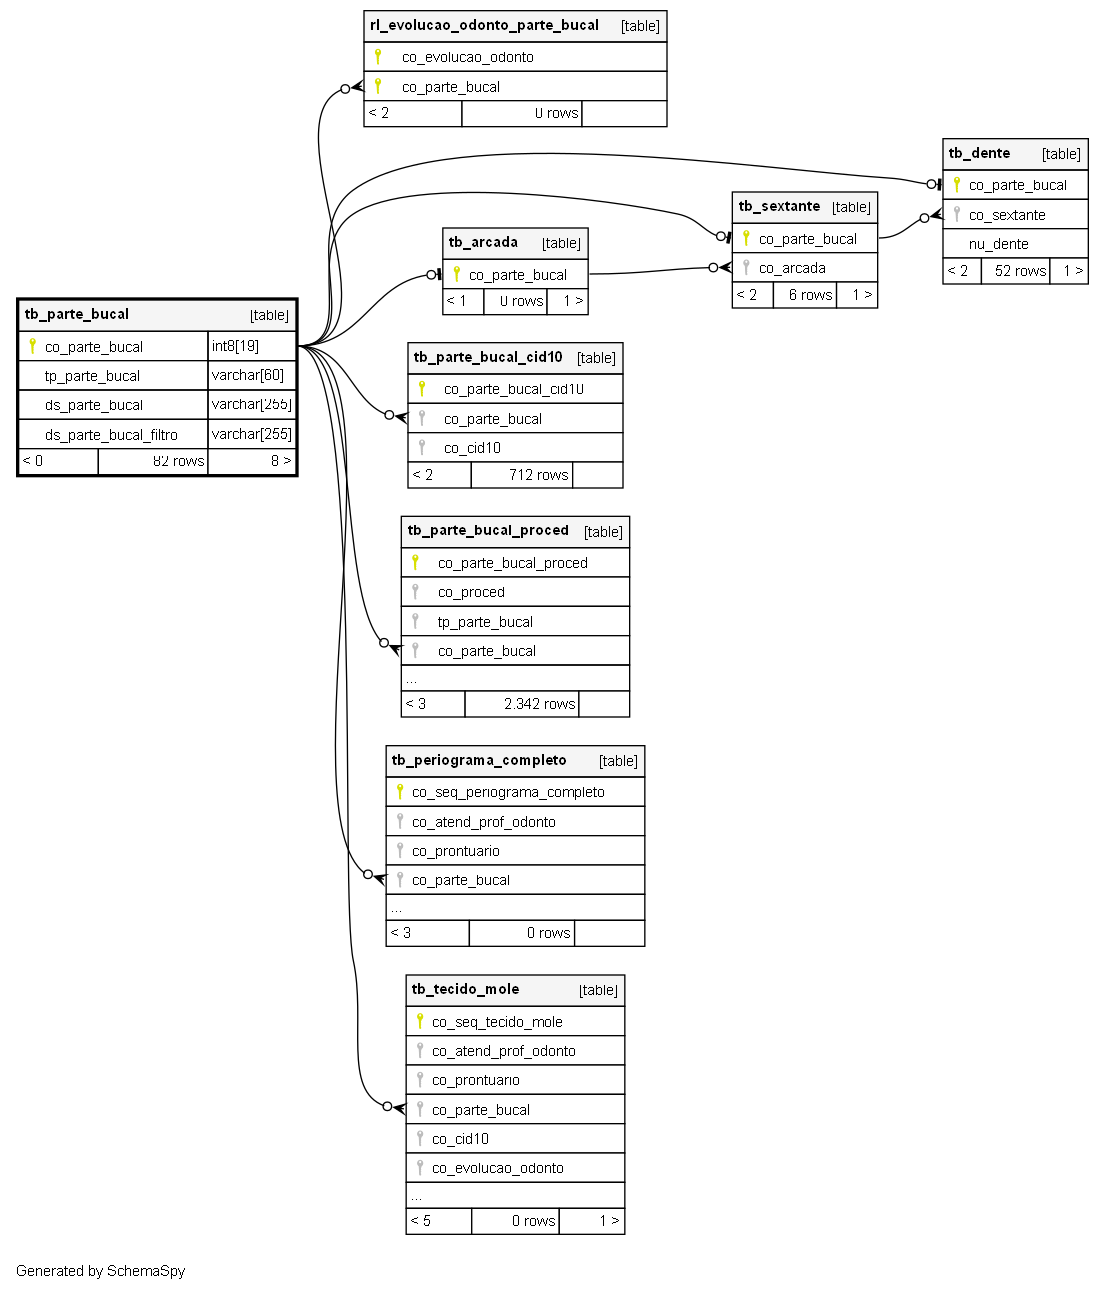 rl_evolucao_odonto_parte_bucal [table]
co_evolucao_odonto
co_parte_bucal
< 2 0 rows
tb_dente [table]
co_parte_bucal
co_sextante
nu_dente
< 2 52 rows 1 >
tb_sextante [table]
co_parte_bucal
co_arcada
< 2 6 rows 1 >
tb_arcada [table]
co_parte_bucal
< 1 0 rows 1 >
tb_parte_bucal [table]
co_parte_bucal int8[19]
tp_parte_bucal varchar[60]
ds_parte_bucal varchar[255]
ds_parte_bucal_filtro varchar[255]
< 0 82 rows 8 >
tb_parte_bucal_cid10 [table]
co_parte_bucal_cid10
co_parte_bucal
co_cid10
< 2 712 rows
tb_parte_bucal_proced [table]
co_parte_bucal_proced
co_proced
tp_parte_bucal
co_parte_bucal
...
< 3 2.342 rows
tb_periograma_completo [table]
co_seq_periograma_completo
co_atend_prof_odonto
co_prontuario
co_parte_bucal
...
< 3 0 rows
tb_tecido_mole [table]
co_seq_tecido_mole
co_atend_prof_odonto
co_prontuario
co_parte_bucal
co_cid10
co_evolucao_odonto
...
< 5 0 rows 1 >
Generated by SchemaSpy